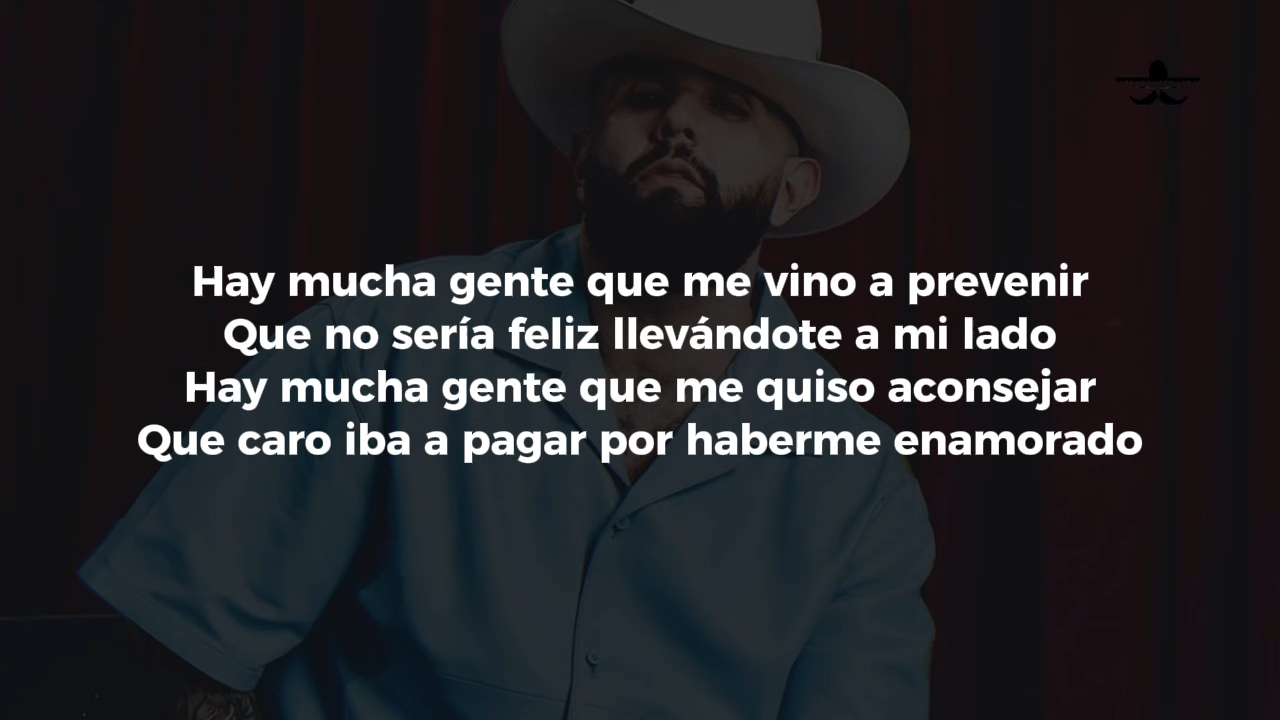 Hay mucha gente que me vino a prevenir
Que no sería feliz llevándote a mi lado
Hay mucha gente que me quiso aconsejar
Que caro iba a pagar por haberme enamorado